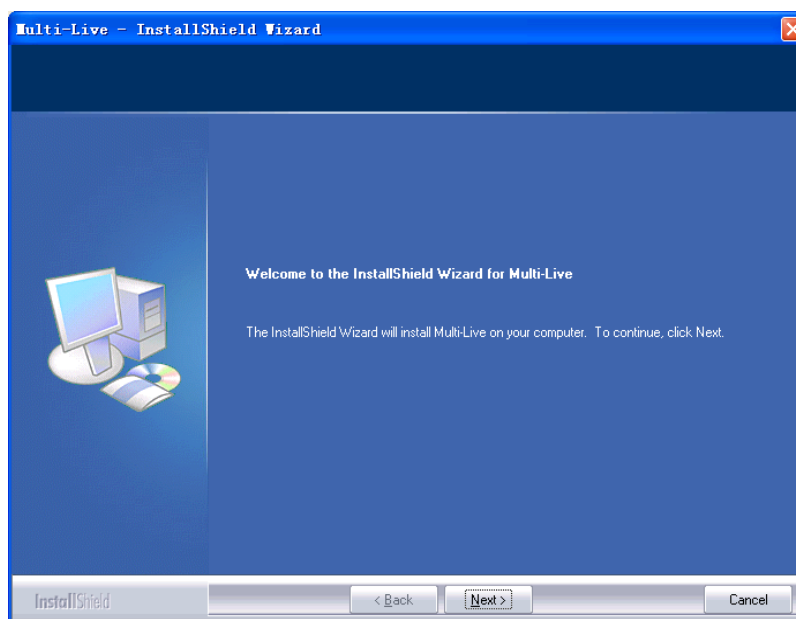 Multi-Live - InstallShield Wizard
Welcome to the InstallShield Wizard for Multi-Live
The InstallShield Wizard will install Multi-Live on your computer. To continue, click Next.
InstallShield
< Back
Next >
Cancel